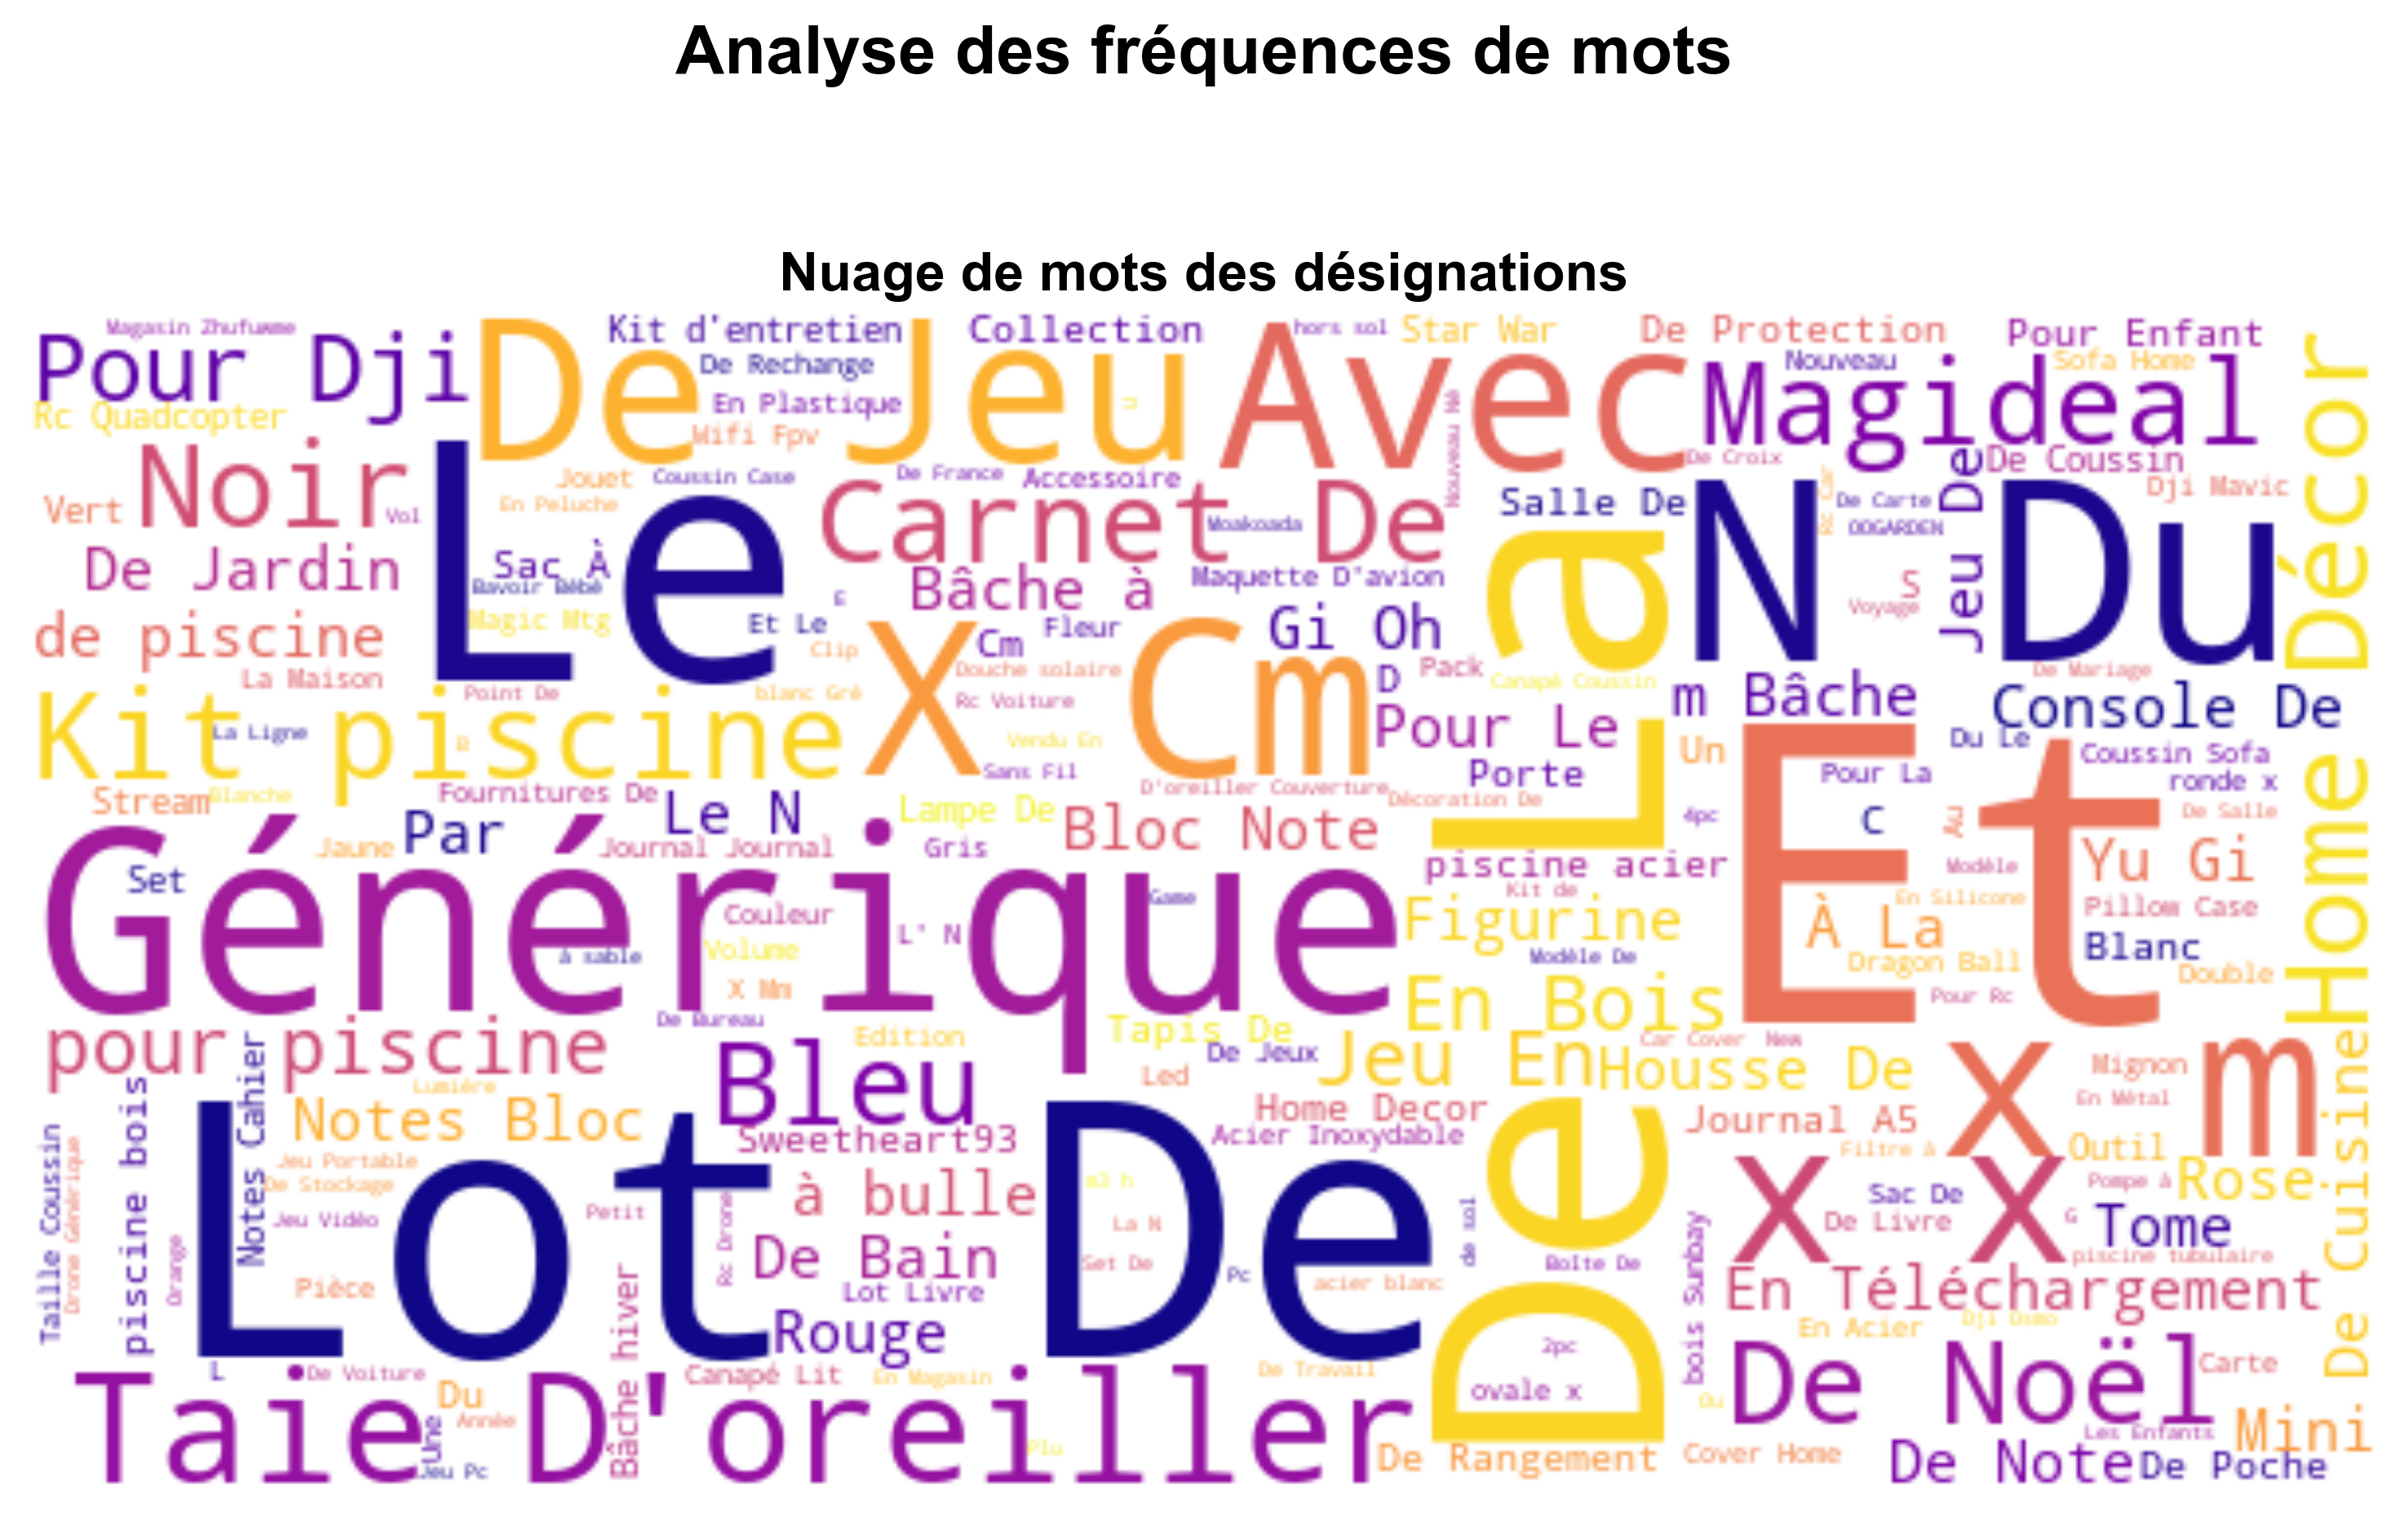 Analyse des fréquences de mots
Nuage de mots des désignations
Magasin Zhufuwme
Pour Dji
De Jeu
Kit d'entretien
Collection
Avec
hors sol
Star War
De Protection
Pour Enfant
De Rechange
Nouveau
Sofa Home
Magideal
Home Décor
Rc Quadcopter
En Plastique
Wifi Fpv
Nouveau Né
Noir
Le
Jouet
Coussin Case
De France
Accessoire
De Croix
De Coussin
Vert
Vol
En Peluche
Carnet De
Moakoada
Salle De
La
N Du
Rc Car
De Carte
OOGARDEN
Jeu De
Dji Mavic
De Jardin
Sac À
Bavoir Bébé
Bâche à
Maquette D'avion
S
Voyage
de piscine
Magic Mtg
Et Le
E
Cm
Fleur
Gi Oh
Clip
X Cm
Douche solaire
D
Pack
De Mariage
La Maison
Point De
blanc Gré
Rc Voiture
Canapé Coussin
m Bâche
Console De
Kit piscine
La Ligne
Vendu En
Pour Le
Un
Du Le
Coussin Sofa
Sans Fil
Porte
Pour La
ronde x
Stream
Blanche
Fournitures De
Le N
Lampe De
D'oreiller Couverture
Décoration De
4pc
C
Au
De Salle
Et
Jaune
Par
Journal Journal
Gris
Bloc Note
piscine acier
Modèle
Yu Gi
Générique
Set
Game
Kit de
En Silicone
Pillow Case
Couleur
L' N
Figurine
À La
Blanc
à sable
Volume
Modèle De
Dragon Ball
Double
X Mm
En Bois
Pour Rc
De Bureau
pour piscine
Edition
Tapis De
De Jeux
Jeu En
Car Cover
New
x m
Bleu
Led
Housse De
Mignon
Lumière
Notes Cahier
piscine bois
Notes Bloc
Home Decor
Journal A5
En Métal
De Cuisine
Lot De
De
Taille Coussin
Drone Générique
Sweetheart93
Acier Inoxydable
Filtre à
Outil
Jeu Portable
De Stockage
à bulle
m3 h
x x
Sac De
Pompe à
Rose
Jeu Vidéo
Petit
Rc Drone
La N
de sol
De Livre
G
Tome
Orange
De Bain
Set De
Boîte De
bois Sunbay
piscine tubulaire
Pièce
Lot Livre
Pc
acier blanc
En Téléchargement
Bâche hiver
Rouge
En Acier
Dji Osmo
2pc
L
De Voiture
Canapé Lit
En Magasin
De Travail
De Noël
Carte
Taie D'oreiller
Du
Année
Une
ovale x
Ou
Mini
Jeu Pc
Plu
De Rangement
Cover Home
Les Enfants
De Note
De Poche